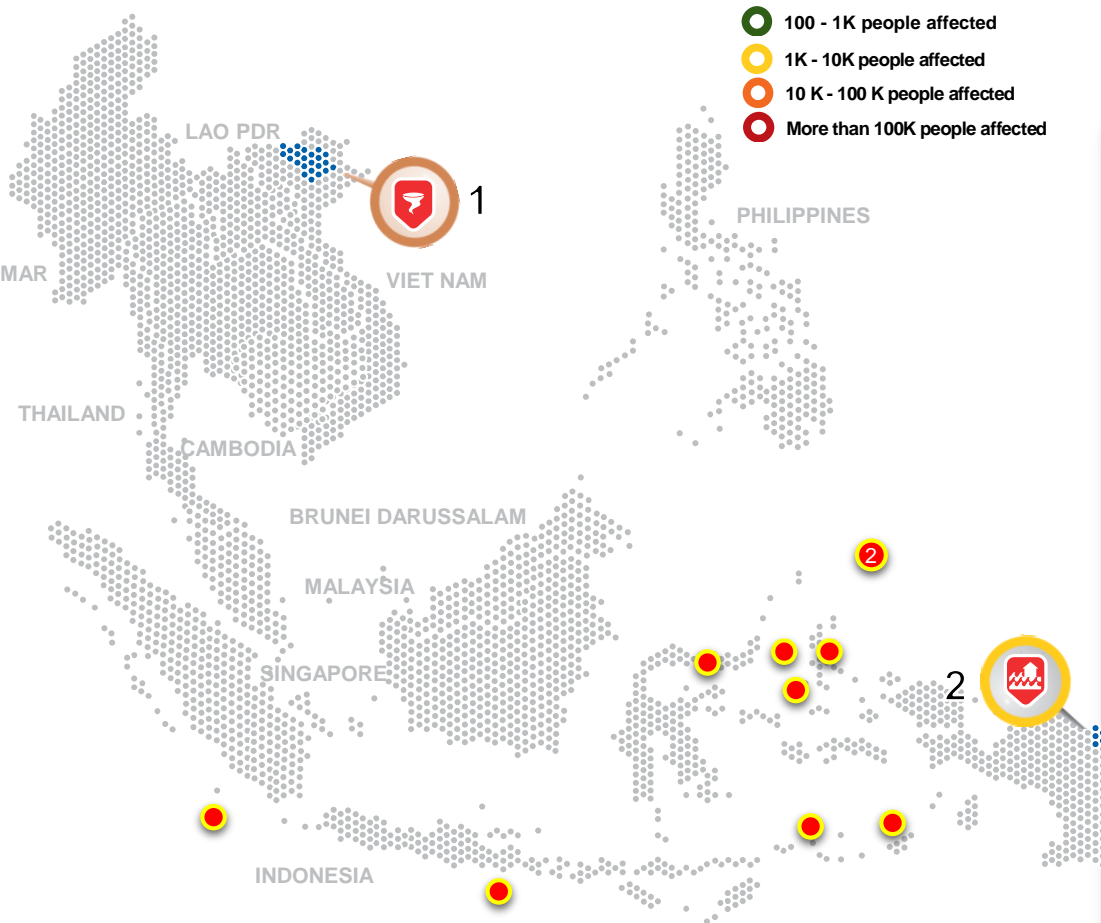 100 - 1K people affected
1K - 10K people affected
10 K - 100 K people affected
More than 100K people affected
LAO PDR
1
PHILIPPINES
MAR
VIET NAM
THAILAND
CAMBODIA
BRUNEI DARUSSALAM
2
MALAYSIA
SINGAPORE
2
INDONESIA